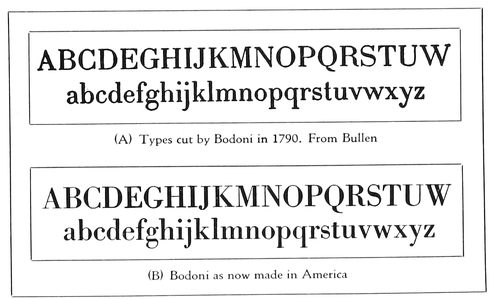 ABCDEGHIJKMNOPQRSTUW
abcdefghijklmnopqrstuvwxyz
(A) Types cut by Bodoni in 1790. From Bullen
ABCDEGHIJKMNOPQRSTUW
abcdefghijklmnopqrstuvwxyz
(B) Bodoni as now made in America